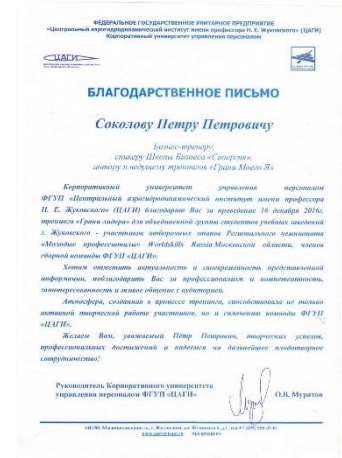 ФЕДЕРАЛЬНОЕ ГОСУДАРСТВЕННОЕ УНИТАРНОЕ ПРЕДПРИЯТИЕ
«Центральный аэрогидродинамический институт имени профессора Н. Е. Жуковского» (ЦАГИ)
Корпоративный университет управления персоналом
ЦАГИ
БЛАГОДАРСТВЕННОЕ ПИСЬМО
Соколову Петру Петровичу
Бизнес-тренеру,
спикеру Школы Бизнеса «Синергия»,
автору и ведущему тренингов «Грани Моего Я»
Корпоративный университет управления персоналом
ФГУП «Центральный аэрогидродинамический институт имени профессора
Н. Е. Жуковского» (ЦАГИ) благодарит Вас за проведение 16 декабря 2016г.
тренинга «Грани лидера» для объединенной группы студентов учебных заведений
г. Жуковского - участников отборочных этапов Регионального чемпионата
«Молодые профессионалы» Worldskills Russia Московской области, членов
сборной команды ФГУП «ЦАГИ».
Хотим отметить актуальность и своевременность представленной
информации, поблагодарить Вас за профессионализм и компетентность,
заинтересованность и живое общение с аудиторией.
Атмосфера, созданная в процессе тренинга, способствовала не только
активной творческой работе участников, но и сплочению команды ФГУП
«ЦАГИ».
Желаем Вам, уважаемый Пётр Петрович, творческих успехов,
профессиональных достижений и надеемся на дальнейшее плодотворное
сотрудничество!
Руководитель Корпоративного университета
управления персоналом ФГУП «ЦАГИ»
О.В. Муратов